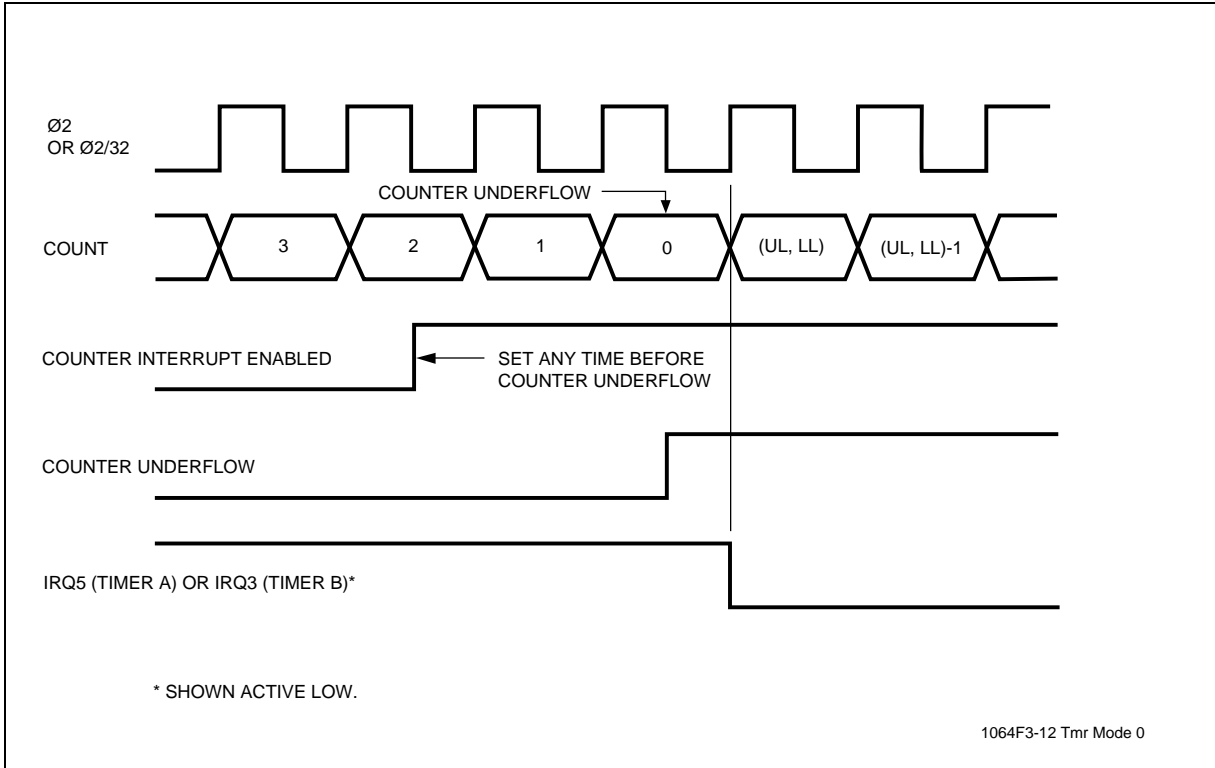 Ø2
OR Ø2/32
COUNTER UNDERFLOW
COUNT
3
2
1
0
(UL, LL)
(UL, LL)-1
COUNTER INTERRUPT ENABLED
SET ANY TIME BEFORE
COUNTER UNDERFLOW
COUNTER UNDERFLOW
IRQ5 (TIMER A) OR IRQ3 (TIMER B)*
* SHOWN ACTIVE LOW.
1064F3-12 Tmr Mode 0